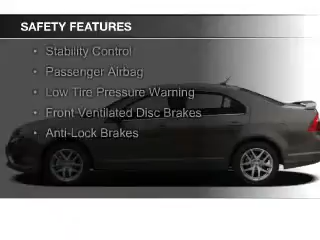 SAFETY FEATURES
• Stability Control
• Passenger Airbag
• Low Tire Pressure Warning
• Front Ventilated Disc Brakes
• Anti-Lock Brakes